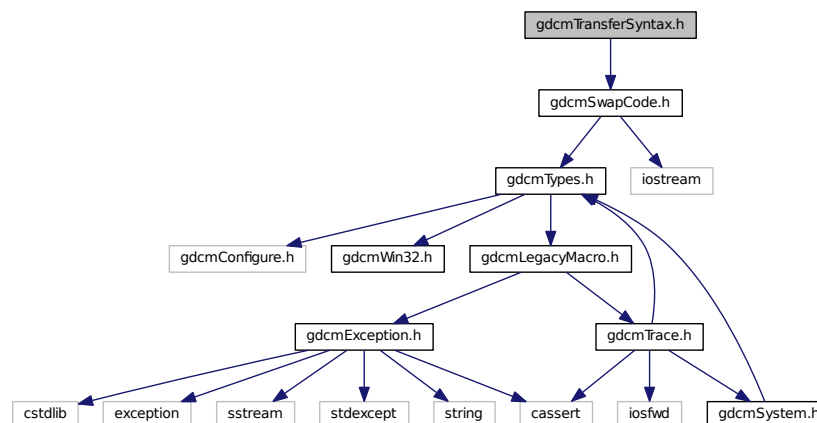 gdcmTransferSyntax.h
gdcmSwapCode.h
gdcmTypes.h
iostream
gdcmConfigure.h
gdcmWin32.h
gdcmLegacyMacro.h
gdcmException.h
gdcmTrace.h
cstdlib
exception
sstream
stdexcept
string
cassert
iosfwd
gdcmSystem.h